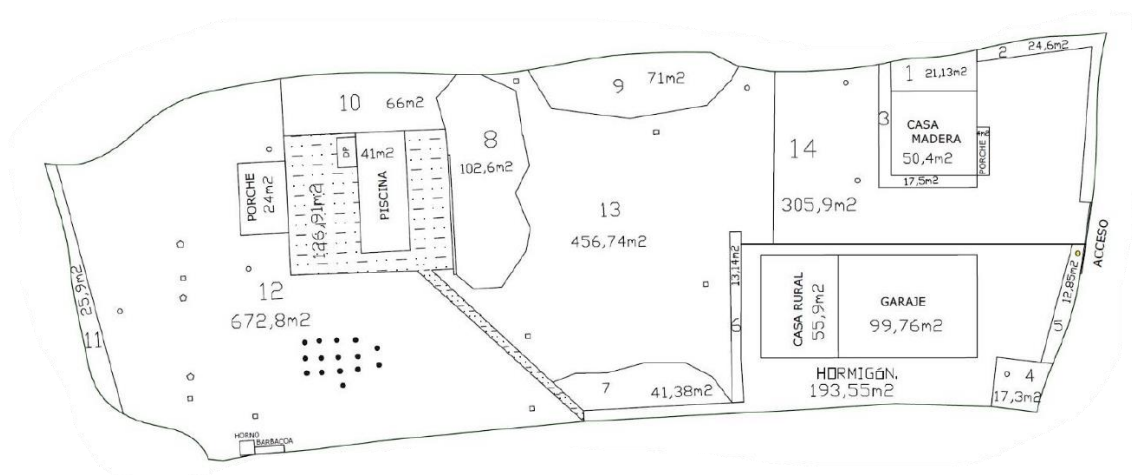 2
24,6m2
1
21,13m2
9
71m2
10
66m2
8
102,6m2
3
CASA
MADERA
50,4m2
PORCHE 4m2
17,5m2
14
305,9m2
DP
41m2
PISCINA
PORCHE
24m2
126,91m2
13
456,74m2
ACCESO
13,14m2
6
CASA RURAL
55,9m2
GARAJE
99,76m2
12,85m2
5
25,9m2
11
12
672,8m2
HORMIGÓN.
193,55m2
4
17,3m2
7
41,38m2
HORNO
BARBACOA